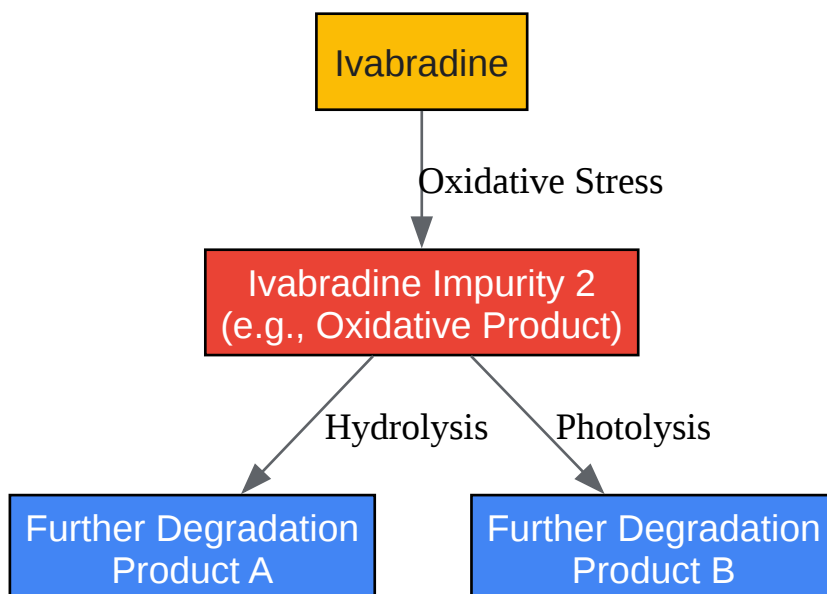 Ivabradine
Oxidative Stress
Ivabradine Impurity 2
(e.g., Oxidative Product)
Hydrolysis
Photolysis
Further Degradation
Product A
Further Degradation
Product B